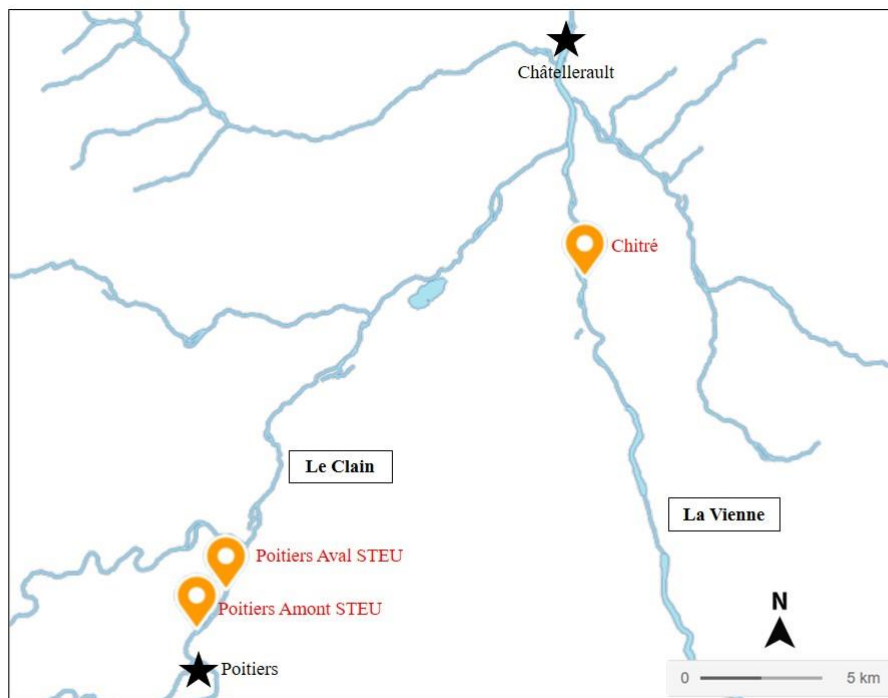 Châtellerault
Chitré
Le Clain
La Vienne
Poitiers Aval STEU
Poitiers Amont STEU
N
Poitiers
0 5 km